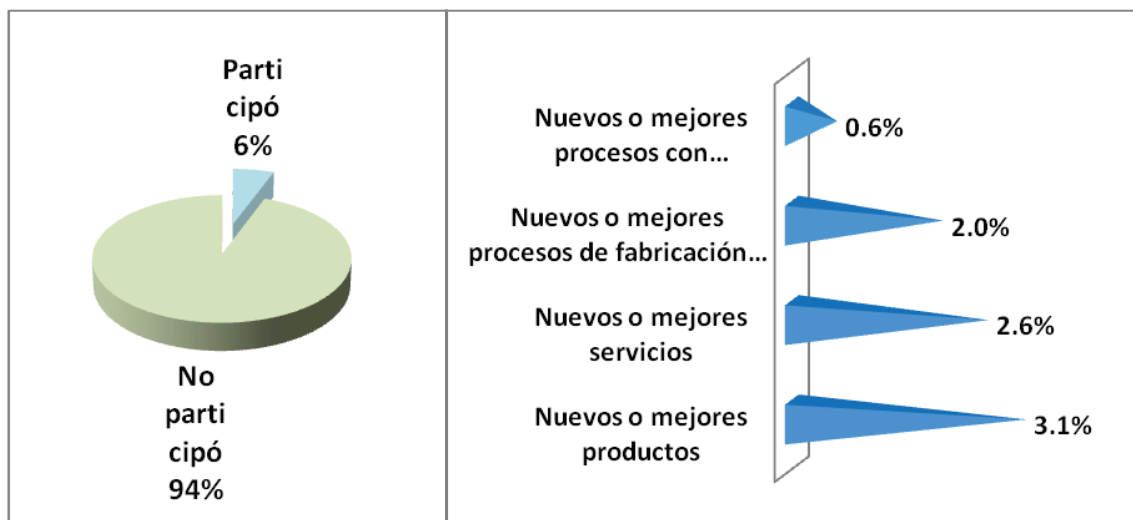 Parti
cipó
6%
No
parti
cipó
94%
Nuevos o mejores
procesos con...
0.6%
Nuevos o mejores
procesos de fabricación...
2.0%
Nuevos o mejores
servicios
2.6%
Nuevos o mejores
productos
3.1%